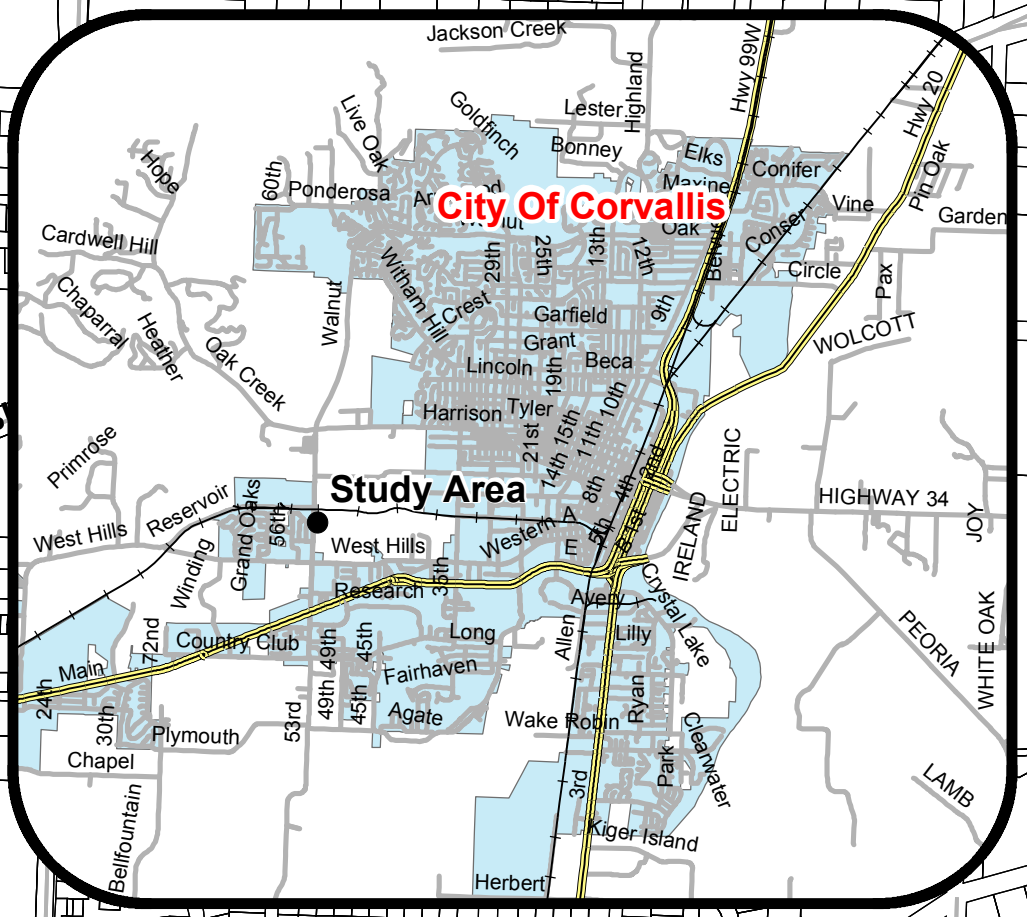 Jackson Creek
Hwy 99W
Highland
Hwy 20
Lester
Goldfinch
Live Oak
Bonney
Elks
Conifer
Hope
60th
Ponderosa
Maxine
Pin Oak
City Of Corvallis
Vine
Garden
Oak
Conser
Cardwell Hill
29th
25th
13th
12th
Circle
Pax
Witham Hill
Chaparral
Heather
Walnut
Crest
Garfield
9th
Grant
WOLCOTT
Oak Creek
Lincoln
19th
Beca
Harrison
Tyler
10th
21st
15th
11th
14th
Primrose
ELECTRIC
Study Area
8th
4th
2nd
HIGHWAY 34
Reservoir
Grand Oaks
56th
A
IRELAND
JOY
West Hills
West Hills
Western
E
5th
B
1st
Winding
35th
Research
Avery
Crystal Lake
WHITE OAK
PEORIA
72nd
Country Club
49th
45th
Long
Allen
Lilly
Main
Fairhaven
24th
30th
53rd
49th
45th
Agate
Ryan
Plymouth
Wake Robin
Clearwater
Chapel
Park
3rd
LAMB
Bellfountain
Kiger Island
Herbert